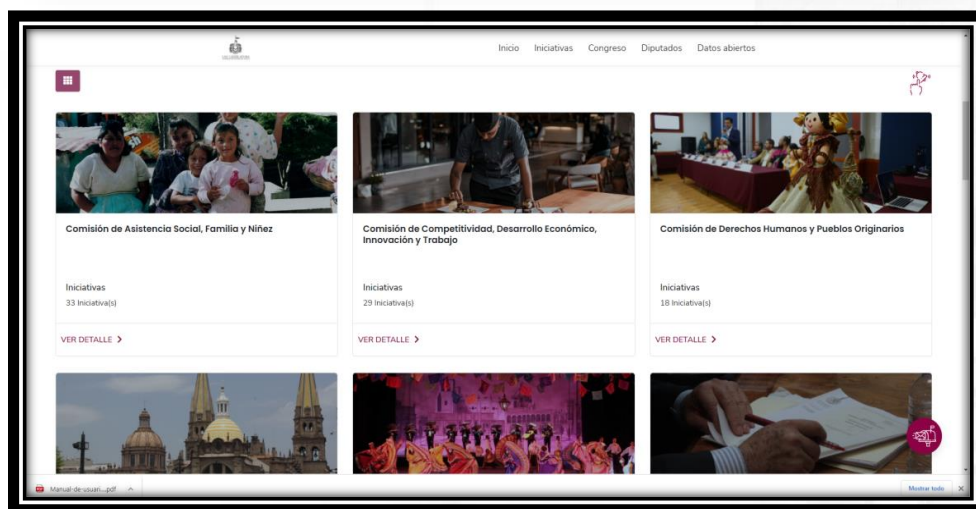 Inicio Iniciativas Congreso Diputados Datos abiertos
Comisión de Asistencia Social, Familia y Niñez
Iniciativas
33 Iniciativa(s)
VER DETALLE
Comisión de Competitividad, Desarrollo Económico,
Innovación y Trabajo
Iniciativas
29 Iniciativa(s)
VER DETALLE
Comisión de Derechos Humanos y Pueblos Originarios
Iniciativas
18 Iniciativa(s)
VER DETALLE
Manual-de-usuari....pdf
Mostrar todo